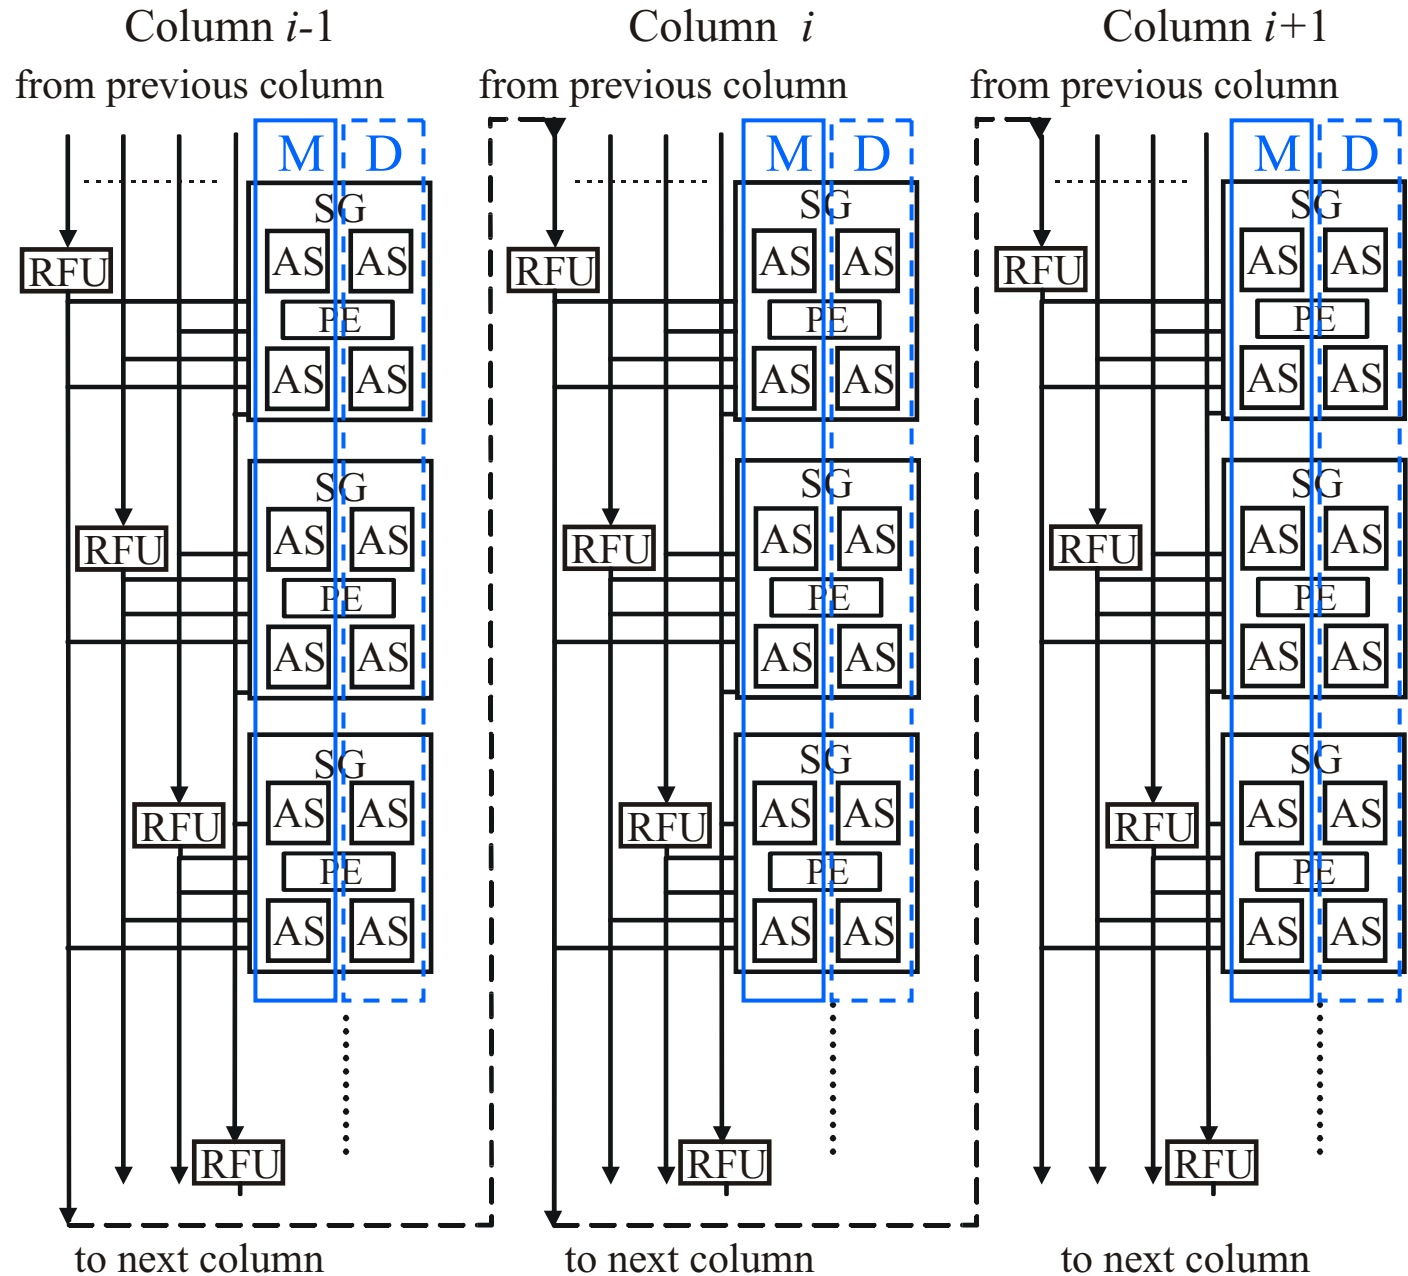 Column i-1
from previous column
M D
SG
AS AS
RFU
PE
AS AS
SG
AS AS
RFU
PE
AS AS
SG
AS AS
RFU
PE
AS AS
RFU
to next column
Column i
from previous column
M D
SG
AS AS
RFU
PE
AS AS
SG
AS AS
RFU
PE
AS AS
SG
AS AS
RFU
PE
AS AS
RFU
to next column
Column i+1
from previous column
M D
SG
AS AS
RFU
PE
AS AS
SG
AS AS
RFU
PE
AS AS
SG
AS AS
RFU
PE
AS AS
RFU
to next column